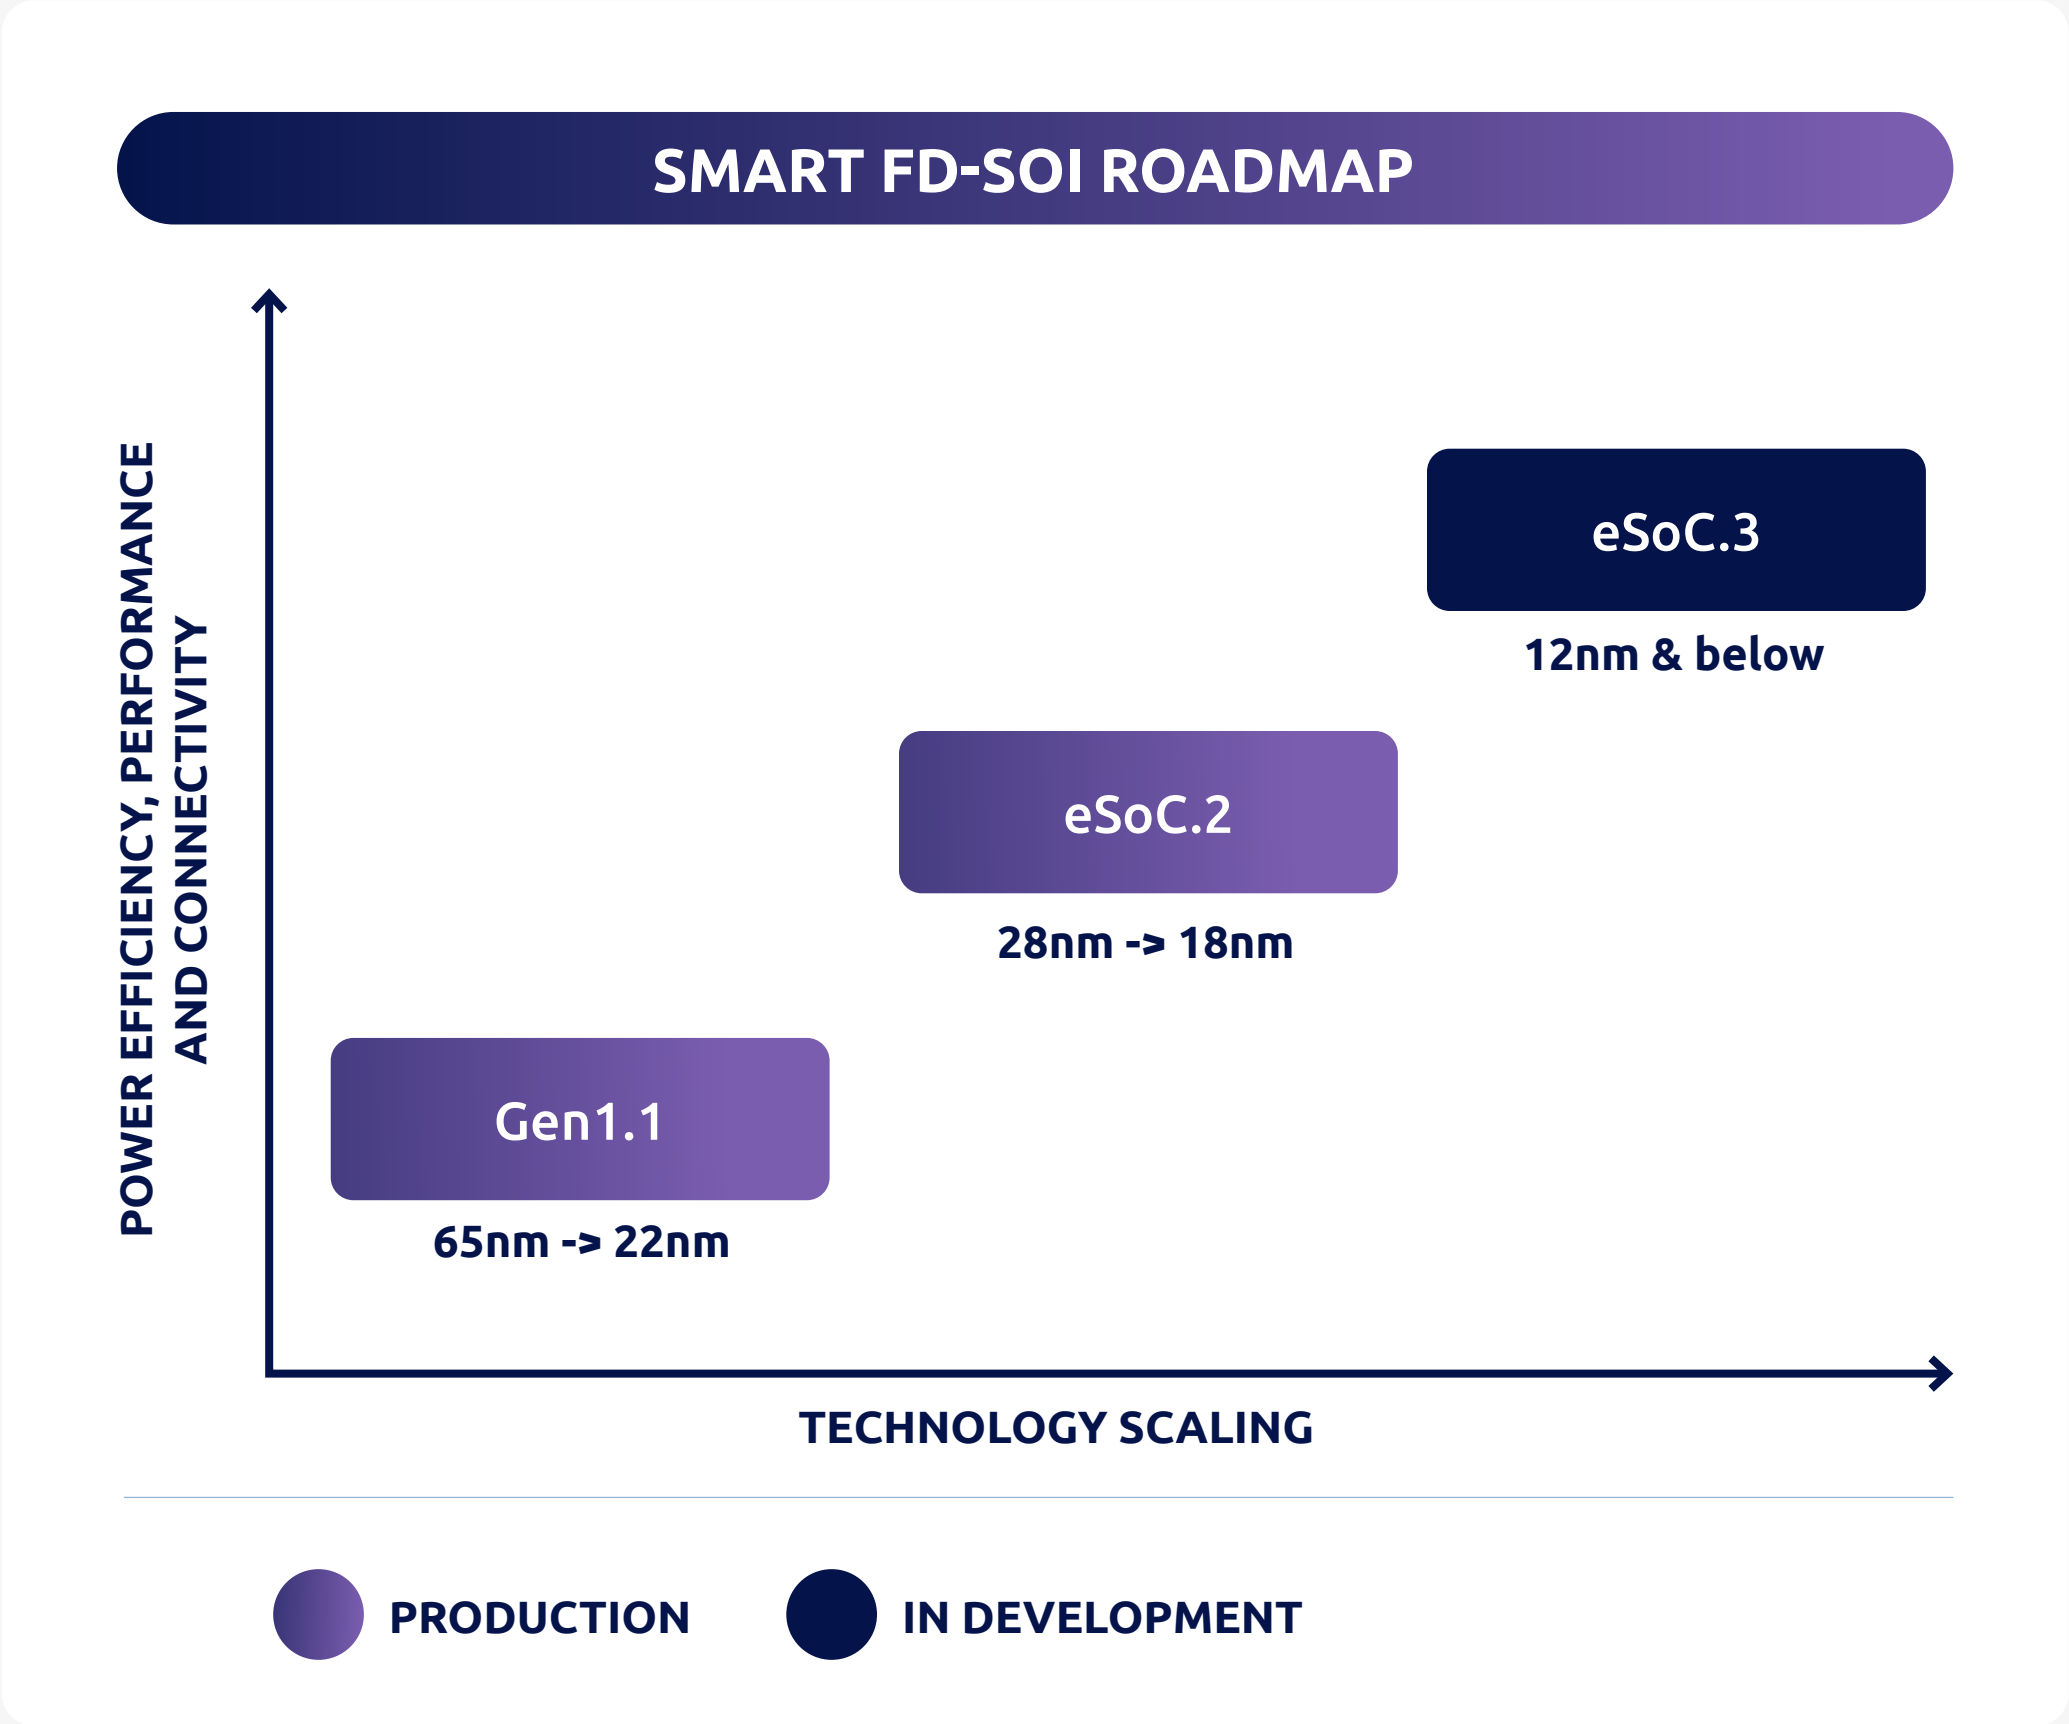 SMART FD-SOI ROADMAP
POWER EFFICIENCY, PERFORMANCE
AND CONNECTIVITY
eSoC.3
12nm & below
eSoC.2
28nm -> 18nm
Gen1.1
65nm -> 22nm
TECHNOLOGY SCALING
PRODUCTION
IN DEVELOPMENT